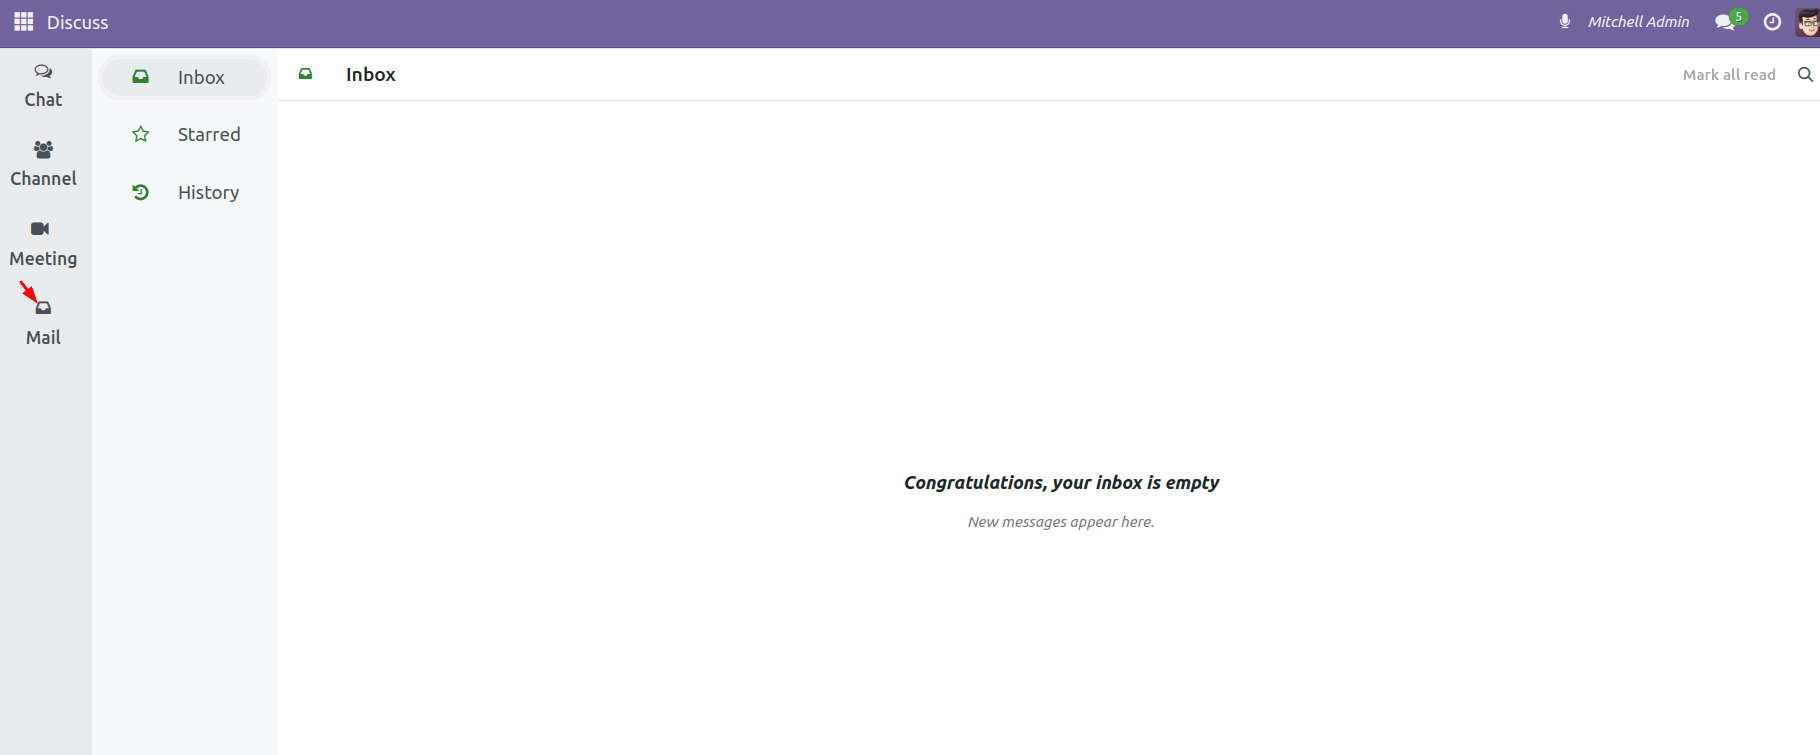 Discuss
Mitchell Admin
5
Chat
Channel
Meeting
Mail
Inbox
Starred
History
Inbox
Mark all read
Congratulations, your inbox is empty
New messages appear here.